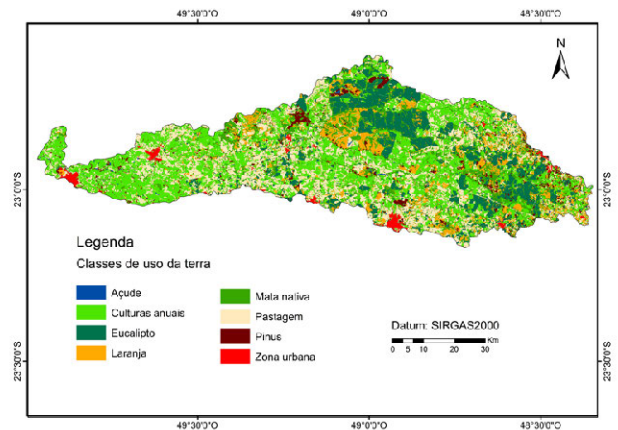 49°30'0"O 49°0'0"O 48°30'0"O
N
23°0'0"S 23°0'0"S
Legenda
Classes de uso da terra
Açude
Culturas anuais
Eucalipto
Laranja
Mata nativa
Pastagem
Pinus
Zona urbana
Datum: SIRGAS2000
0 5 10 20 30 Km
23°30'0"S 23°30'0"S
49°30'0"O 49°0'0"O 48°30'0"O